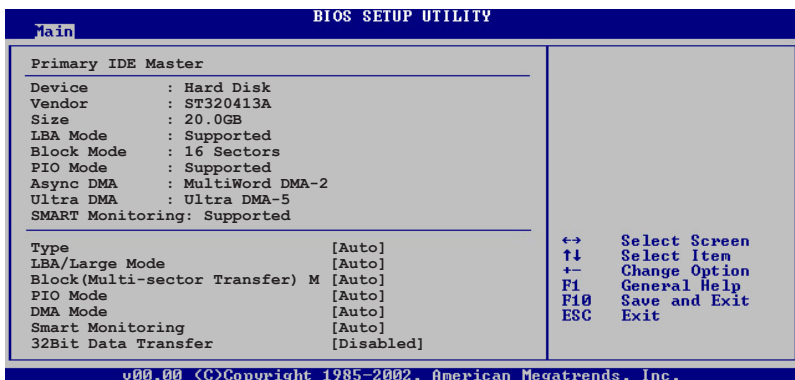 BIOS SETUP UTILITY
Main
Primary IDE Master
Device : Hard Disk
Vendor : ST320413A
Size : 20.0GB
LBA Mode : Supported
Block Mode : 16 Sectors
PIO Mode : Supported
Async DMA : MultiWord DMA-2
Ultra DMA : Ultra DMA-5
SMART Monitoring: Supported
Type [Auto]
LBA/Large Mode [Auto]
Block(Multi-sector Transfer) M [Auto]
PIO Mode [Auto]
DMA Mode [Auto]
Smart Monitoring [Auto]
32Bit Data Transfer [Disabled]
←→ Select Screen
↑↓ Select Item
+- Change Option
F1 General Help
F10 Save and Exit
ESC Exit
v00.00 (C)Copyright 1985-2002, American Megatrends, Inc.